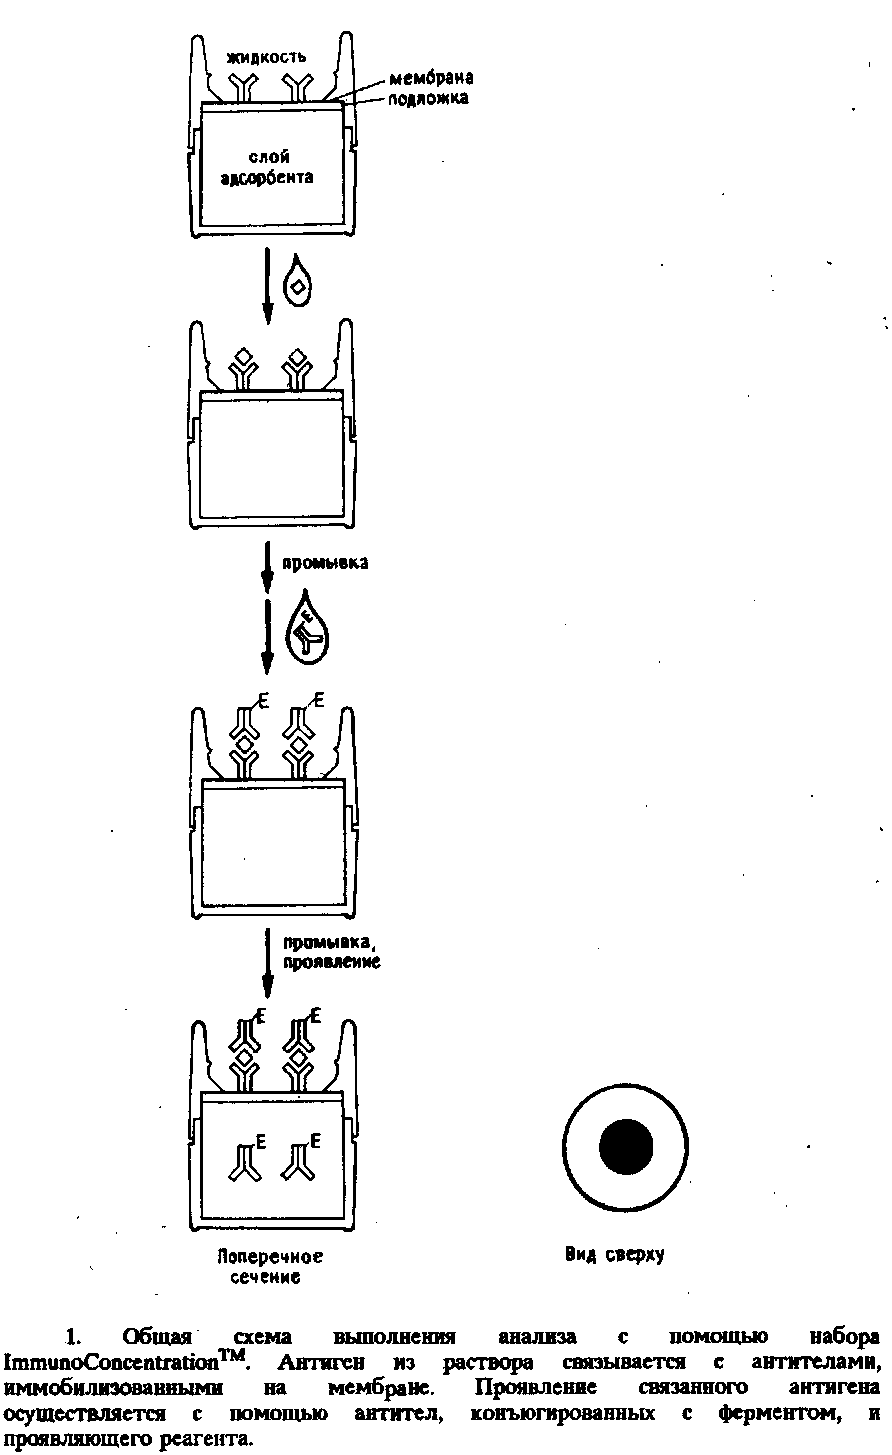 жидкость
мембрана
подложка
слой
адсорбента
промывка
E
E
E
промывка,
проявление
E
E
E
E
Поперечное
сечение
Вид сверху
1. Общая схема выполнения анализа с помощью набора
ImmunoConcentration™. Антиген из раствора связывается с антителами,
иммобилизованными на мембране. Проявление связанного антигена
осуществляется с помощью антител, конъюгированных с ферментом, и
проявляющего реагента.